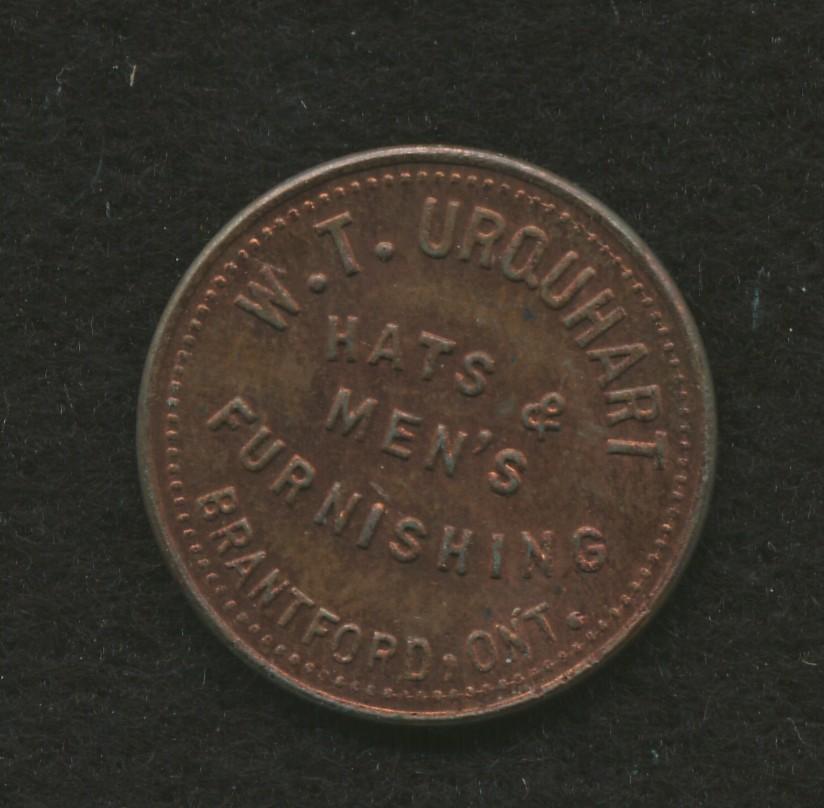 W.T. URQUHART
HATS &
MEN'S
FURNISHING
BRANTFORD, ONT.